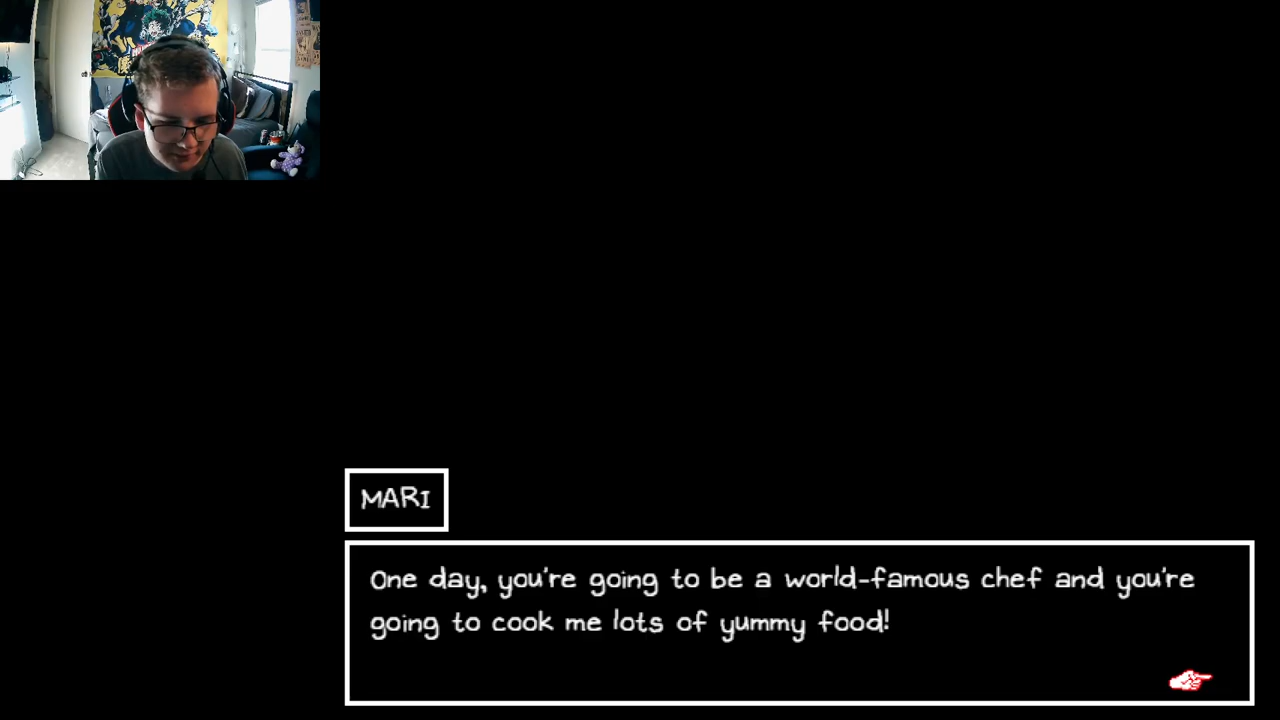 MARI
One day, you're going to be a world-famous chef and you're
going to cook me lots of yummy food!